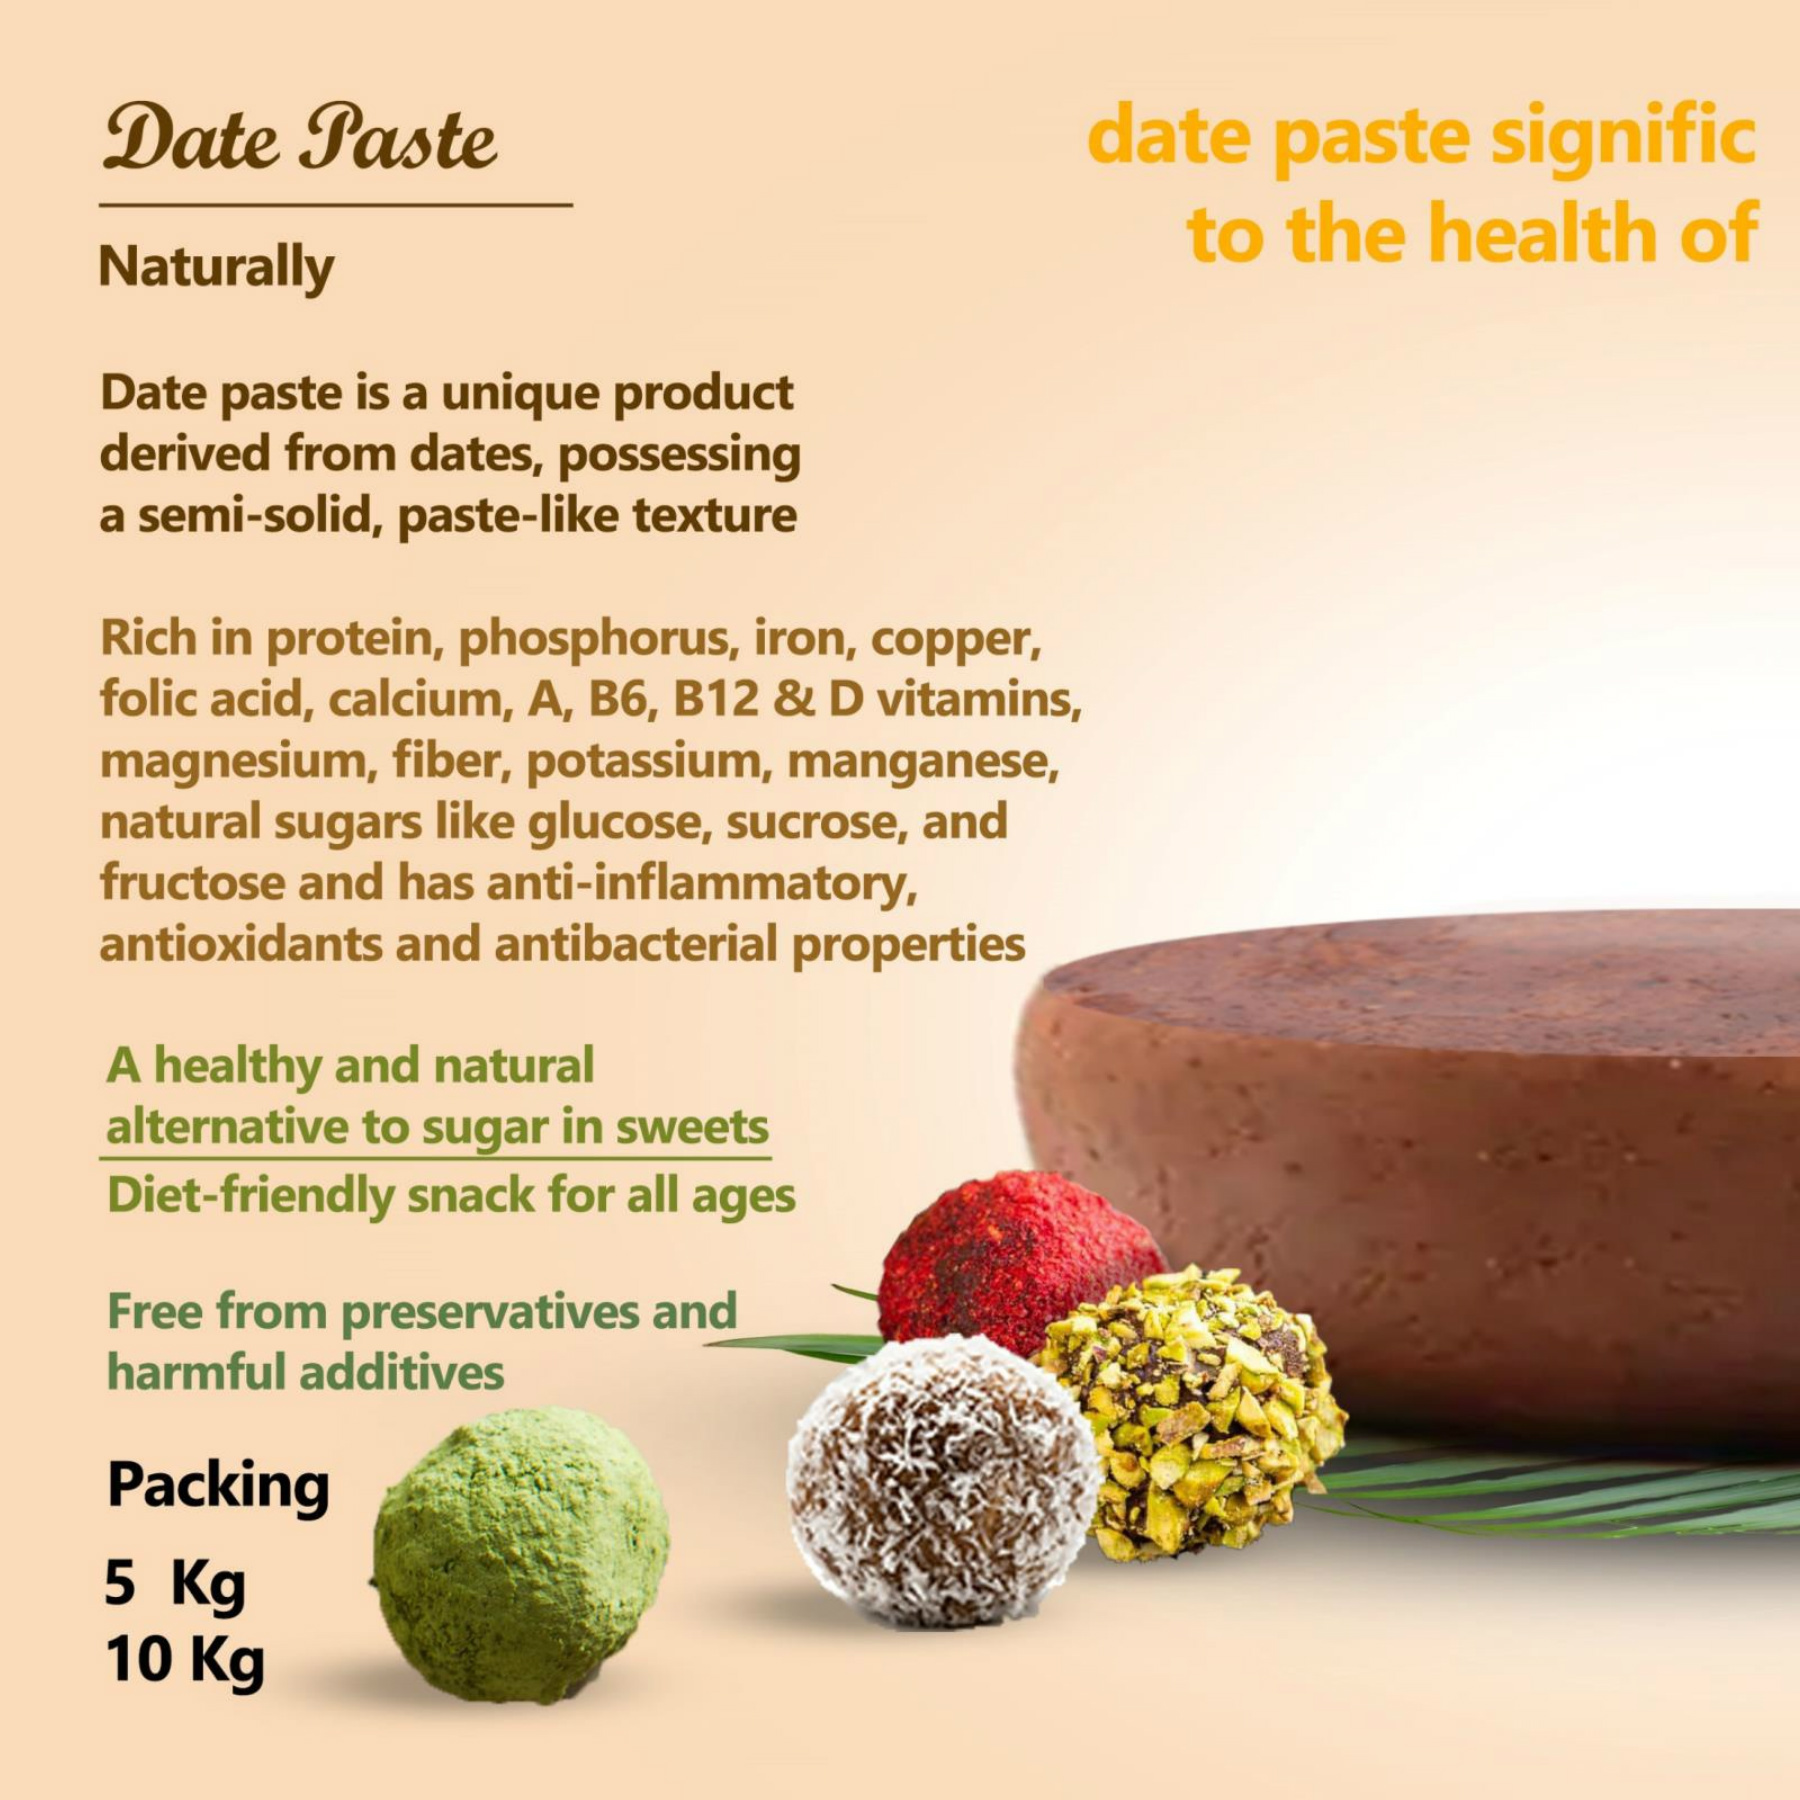 Date Paste
Naturally
Date paste is a unique product
derived from dates, possessing
a semi-solid, paste-like texture
Rich in protein, phosphorus, iron, copper,
folic acid, calcium, A, B6, B12 & D vitamins,
magnesium, fiber, potassium, manganese,
natural sugars like glucose, sucrose, and
fructose and has anti-inflammatory,
antioxidants and antibacterial properties
A healthy and natural
alternative to sugar in sweets
Diet-friendly snack for all ages
Free from preservatives and
harmful additives
Packing
5 Kg
10 Kg
date paste signific
to the health of